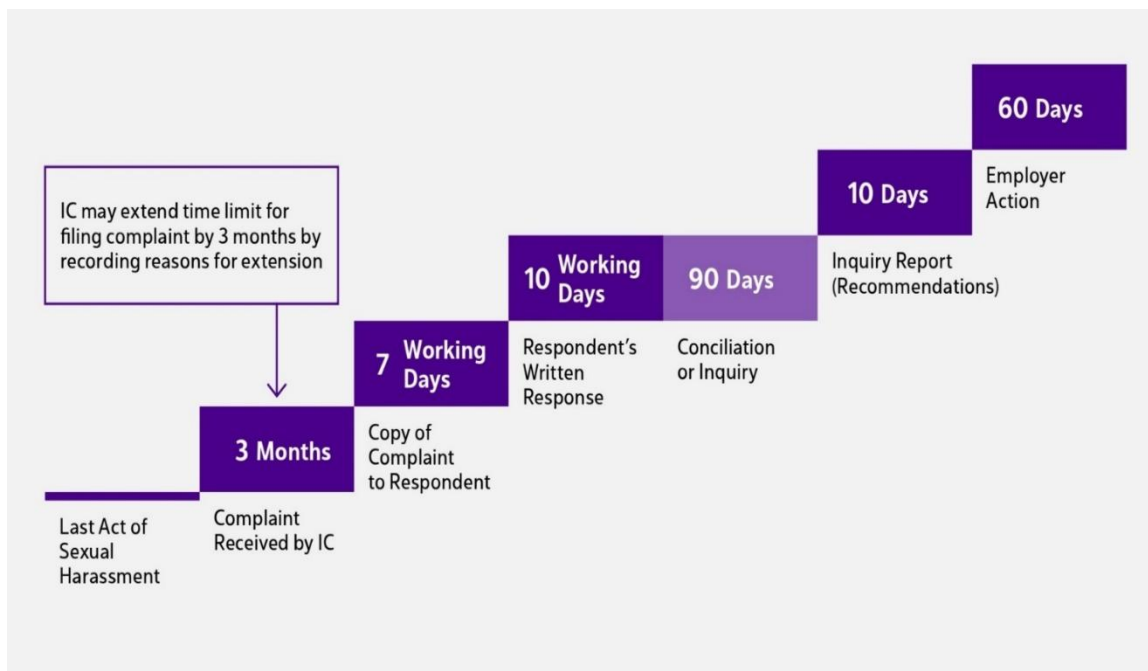 60 Days
Employer
Action
10 Days
Inquiry Report
(Recommendations)
IC may extend time limit for
filing complaint by 3 months by
recording reasons for extension
10 Working
Days
90 Days
Respondent's
Written
Response
Conciliation
or Inquiry
7 Working
Days
Copy of
Complaint
to Respondent
3 Months
Complaint
Received by IC
Last Act of
Sexual
Harassment